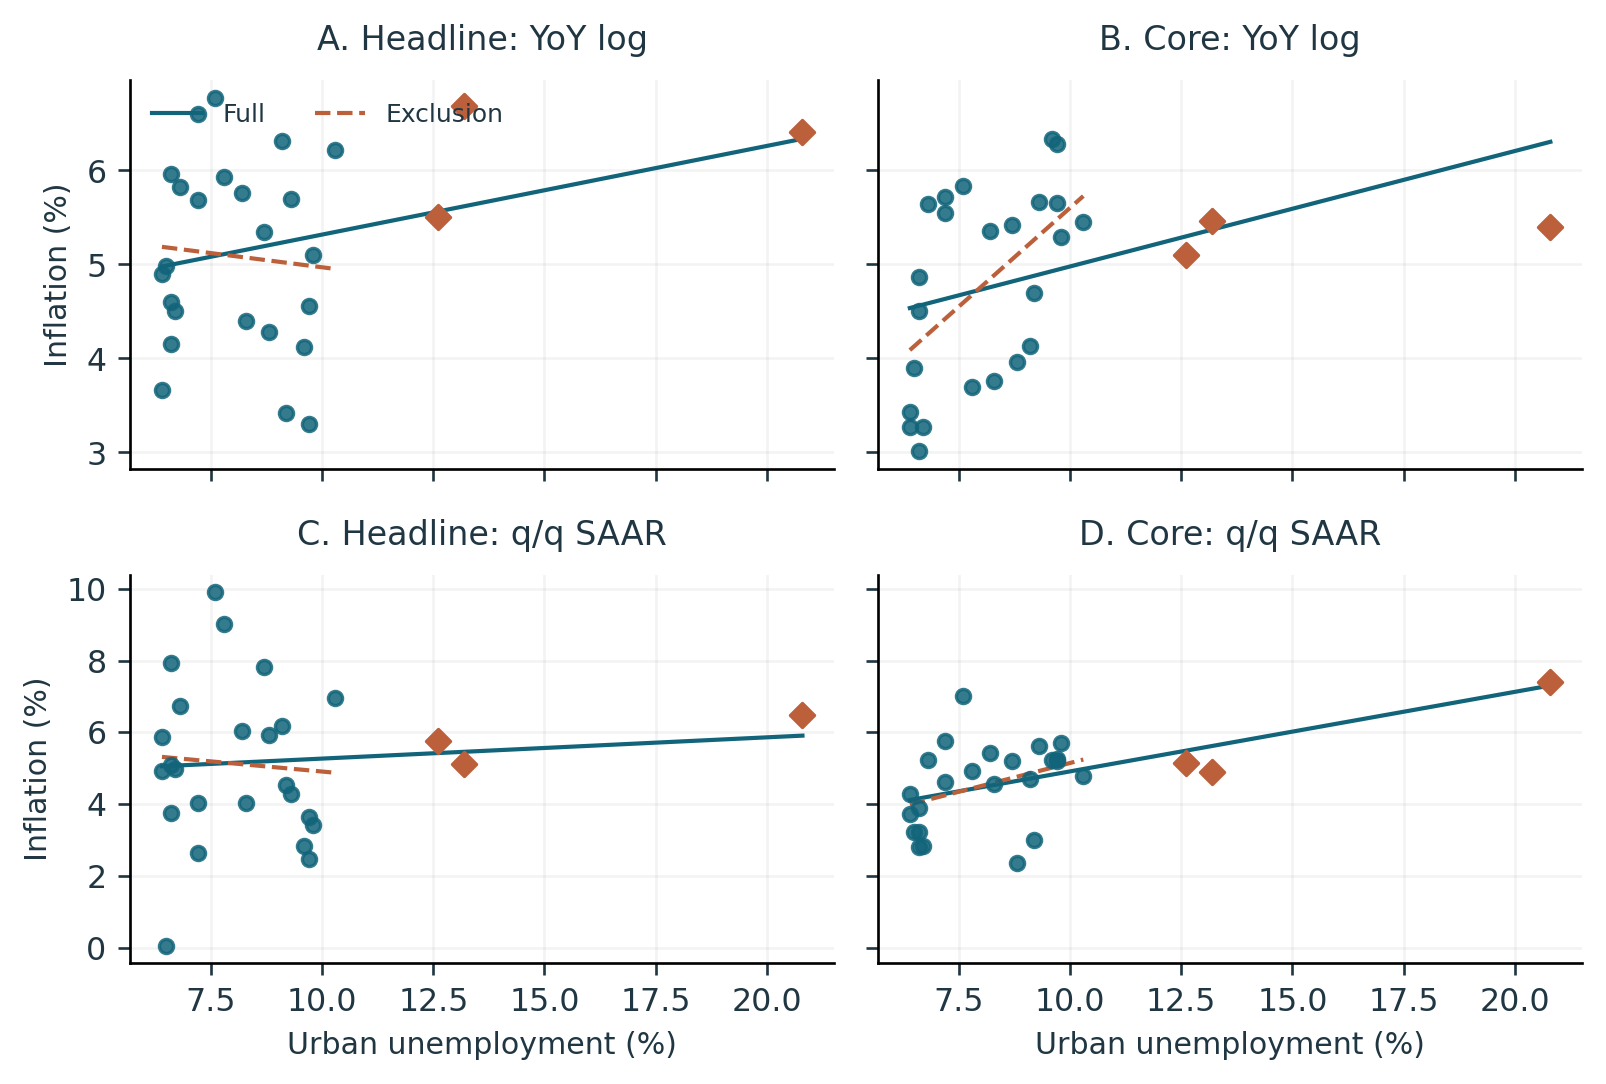 A. Headline: YoY log
B. Core: YoY log
Full
Exclusion
Inflation (%)
6
5
4
3
C. Headline: q/q SAAR
D. Core: q/q SAAR
Inflation (%)
10
8
6
4
2
0
7.5 10.0 12.5 15.0 17.5 20.0
7.5 10.0 12.5 15.0 17.5 20.0
Urban unemployment (%)
Urban unemployment (%)